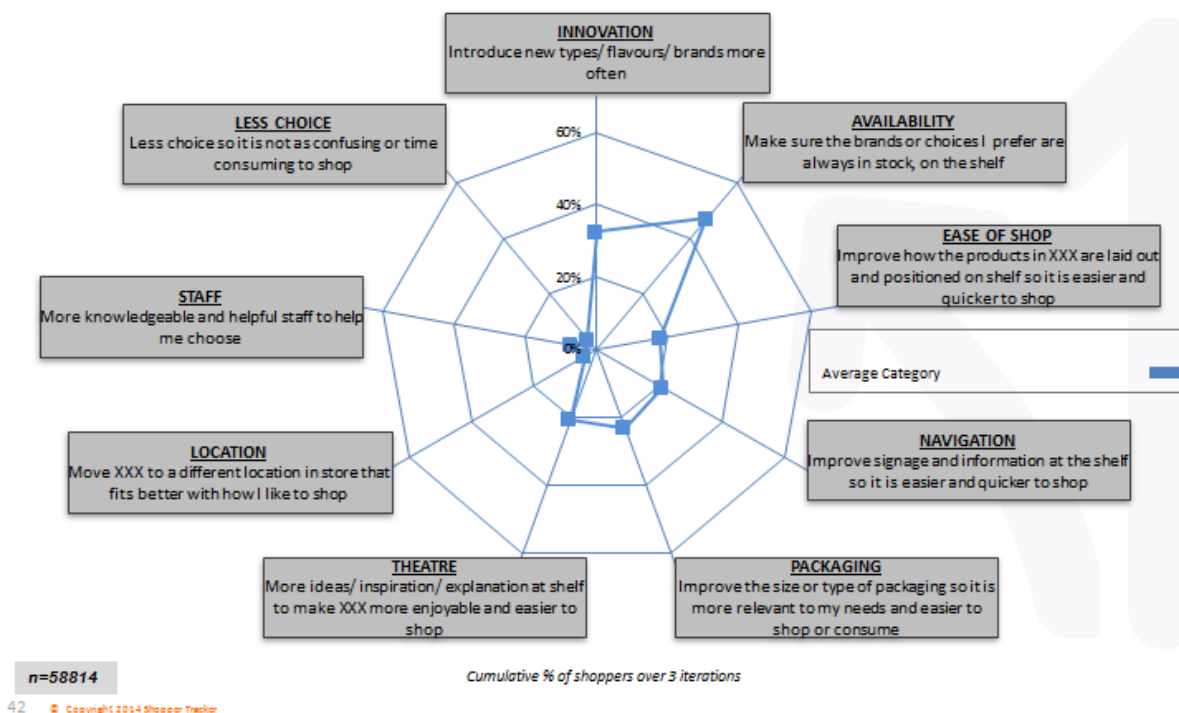 INNOVATION
Introduce new types/ flavours/ brands more
often
LESS CHOICE
Less choice so it is not as confusing or time
consuming to shop
AVAILABILITY
Make sure the brands or choices I prefer are
always in stock, on the shelf
60%
40%
20%
0%
EASE OF SHOP
Improve how the products in XXX are laid out
and positioned on shelf so it is easier and
quicker to shop
STAFF
More knowledgeable and helpful staff to help
me choose
Average Category
LOCATION
Move XXX to a different location in store that
fits better with how I like to shop
NAVIGATION
Improve signage and information at the shelf
so it is easier and quicker to shop
THEATRE
More ideas/ inspiration/ explanation at shelf
to make XXX more enjoyable and easier to
shop
PACKAGING
Improve the size or type of packaging so it is
more relevant to my needs and easier to
shop or consume
n=58814
Cumulative % of shoppers over 3 iterations
42 © Copyright 2014 Shopper Tracker